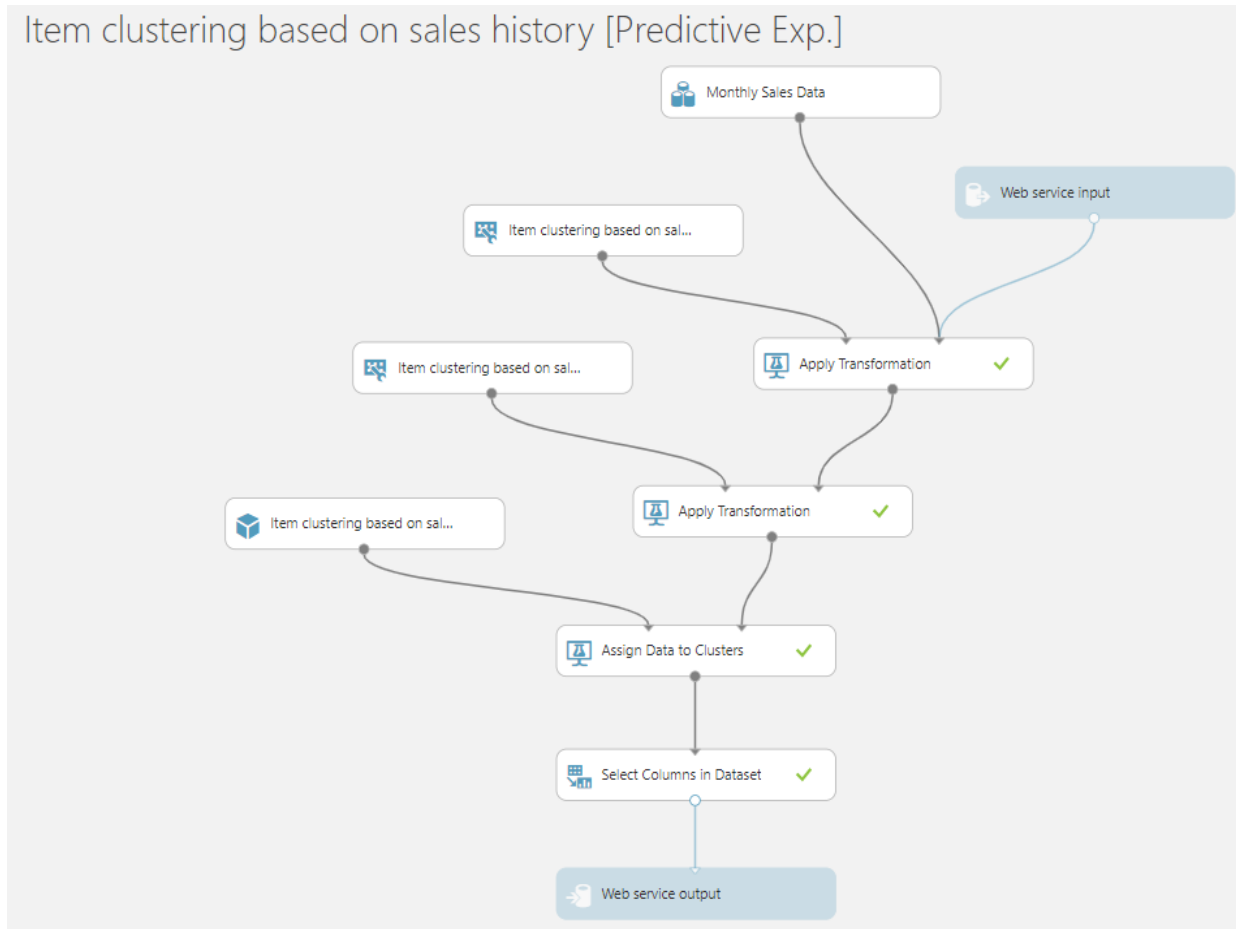 Item clustering based on sales history [Predictive Exp.]
Monthly Sales Data
Web service input
Item clustering based on sal...
Apply Transformation
Item clustering based on sal...
Apply Transformation
Item clustering based on sal...
Assign Data to Clusters
Select Columns in Dataset
Web service output